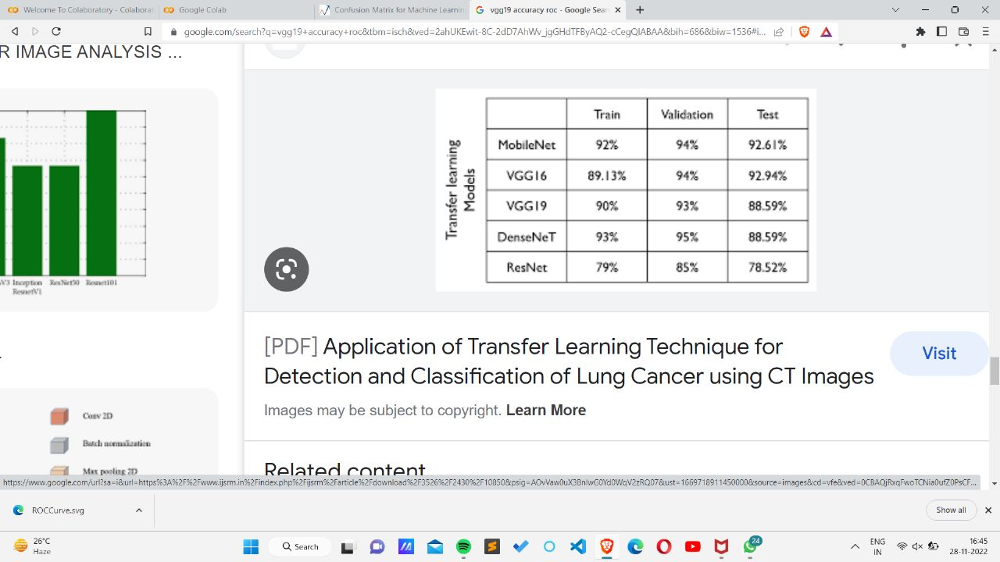 Welcome To Colaboratory - Colaborat
Google Colab
Confusion Matrix for Machine Learning
vgg19 accuracy roc - Google Sear
google.com/search?q=vgg19+accuracy+roc&tbm=isch&ved=2ahUKEwit-8C-2dD7AhWv_jgGHdTFByAQ2-cCegQIABAA&bih=686&biw=1536#i...
R IMAGE ANALYSIS ...
V3 Inception ResNet50 Resnet101
ResnetV1
Conv 2D
Batch normalization
Max pooling 2D
Transfer learning
Models
Train Validation Test
MobileNet 92% 94% 92.61%
VGG16 89.13% 94% 92.94%
VGG19 90% 93% 88.59%
DenseNeT 93% 95% 88.59%
ResNet 79% 85% 78.52%
[PDF] Application of Transfer Learning Technique for
Detection and Classification of Lung Cancer using CT Images
Visit
Images may be subject to copyright. Learn More
Related content
https://www.google.com/url?sa=i&url=https%3A%2F%2Fwww.ijsrm.in%2Findex.php%2Fijsrm%2Farticle%2Fdownload%2F3526%2F2430%2F10850&psig=AOvVaw0uX3BnIwG0Yd0WqV2zRQ07&ust=1669718911450000&source=images&cd=vfe&ved=0CBAQjRxqFwoTCNia0ufZ0PsCF...
ROCCurve.svg
Show all
26°C
Haze
Search
24
ENG
IN
16:45
28-11-2022